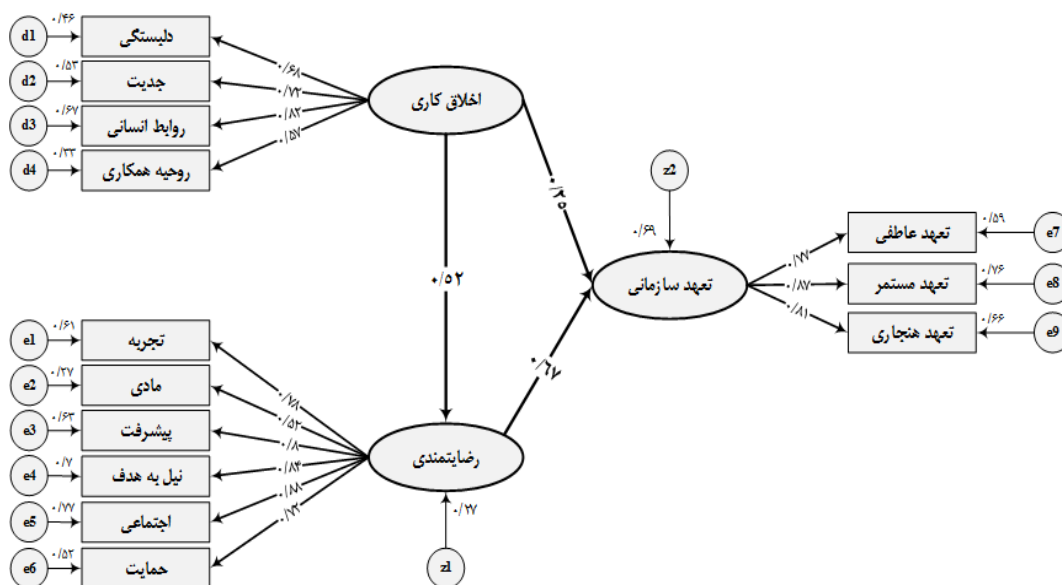 d1
۰/۴۶
دلبستگی
۰/۶۸
d2
۰/۵۳
جدیت
۰/۷۳
d3
۰/۶۷
روابط انسانی
۰/۸۲
d4
۰/۳۳
روحیه همکاری
۰/۵۷
اخلاق کاری
۰/۲۵
۰/۵۲
z2
۰/۶۹
تعهد سازمانی
۰/۷۷
تعهد عاطفی
۰/۵۹
e7
۰/۸۷
تعهد مستمر
۰/۷۶
e8
۰/۸۱
تعهد هنجاری
۰/۶۶
e9
۰/۶۷
e1
۰/۶۱
تجربه
۰/۷۸
e2
۰/۲۷
مادی
۰/۵۲
e3
۰/۶۳
پیشرفت
۰/۸
e4
۰/۷
نیل به هدف
۰/۸۴
e5
۰/۷۷
اجتماعی
۰/۸۸
e6
۰/۵۲
حمایت
۰/۷۲
رضایتمندی
۰/۲۷
z1